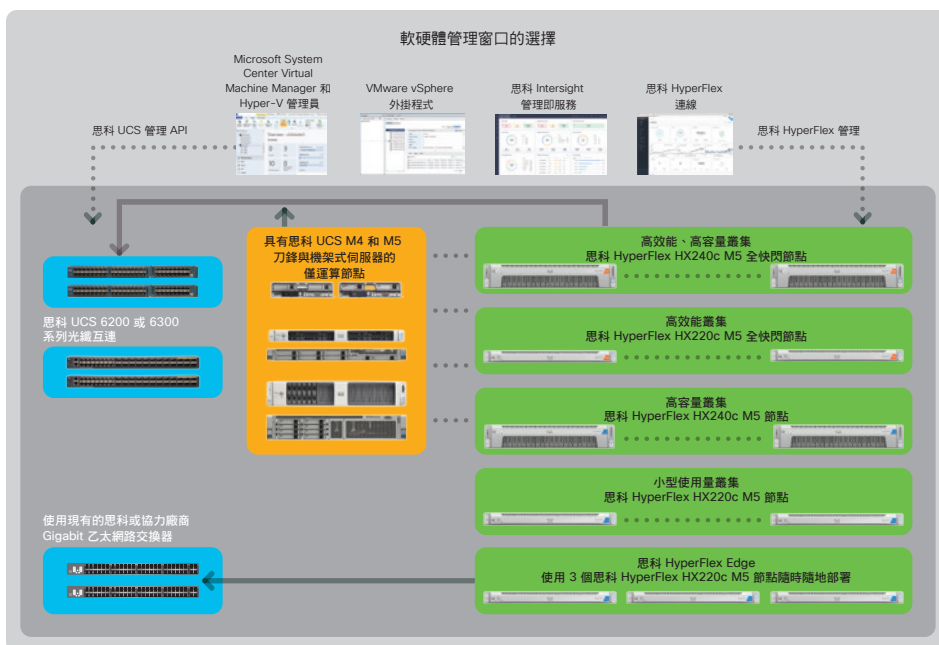 軟硬體管理窗口的選擇
Microsoft System
Center Virtual
Machine Manager 和
Hyper-V 管理員
VMware vSphere
外掛程式
思科 Intersight
管理即服務
思科 HyperFlex
連線
思科 UCS 管理 API
思科 HyperFlex 管理
具有思科 UCS M4 和 M5
刀鋒與機架式伺服器的
僅運算節點
高效能、高容量叢集
思科 HyperFlex HX240c M5 全快閃節點
思科 UCS 6200 或 6300
系列光纖互連
高效能叢集
思科 HyperFlex HX220c M5 全快閃節點
高容量叢集
思科 HyperFlex HX240c M5 節點
小型使用量叢集
思科 HyperFlex HX220c M5 節點
使用現有的思科或協力廠商
Gigabit 乙太網路交換器
思科 HyperFlex Edge
使用 3 個思科 HyperFlex HX220c M5 節點隨時隨地部署